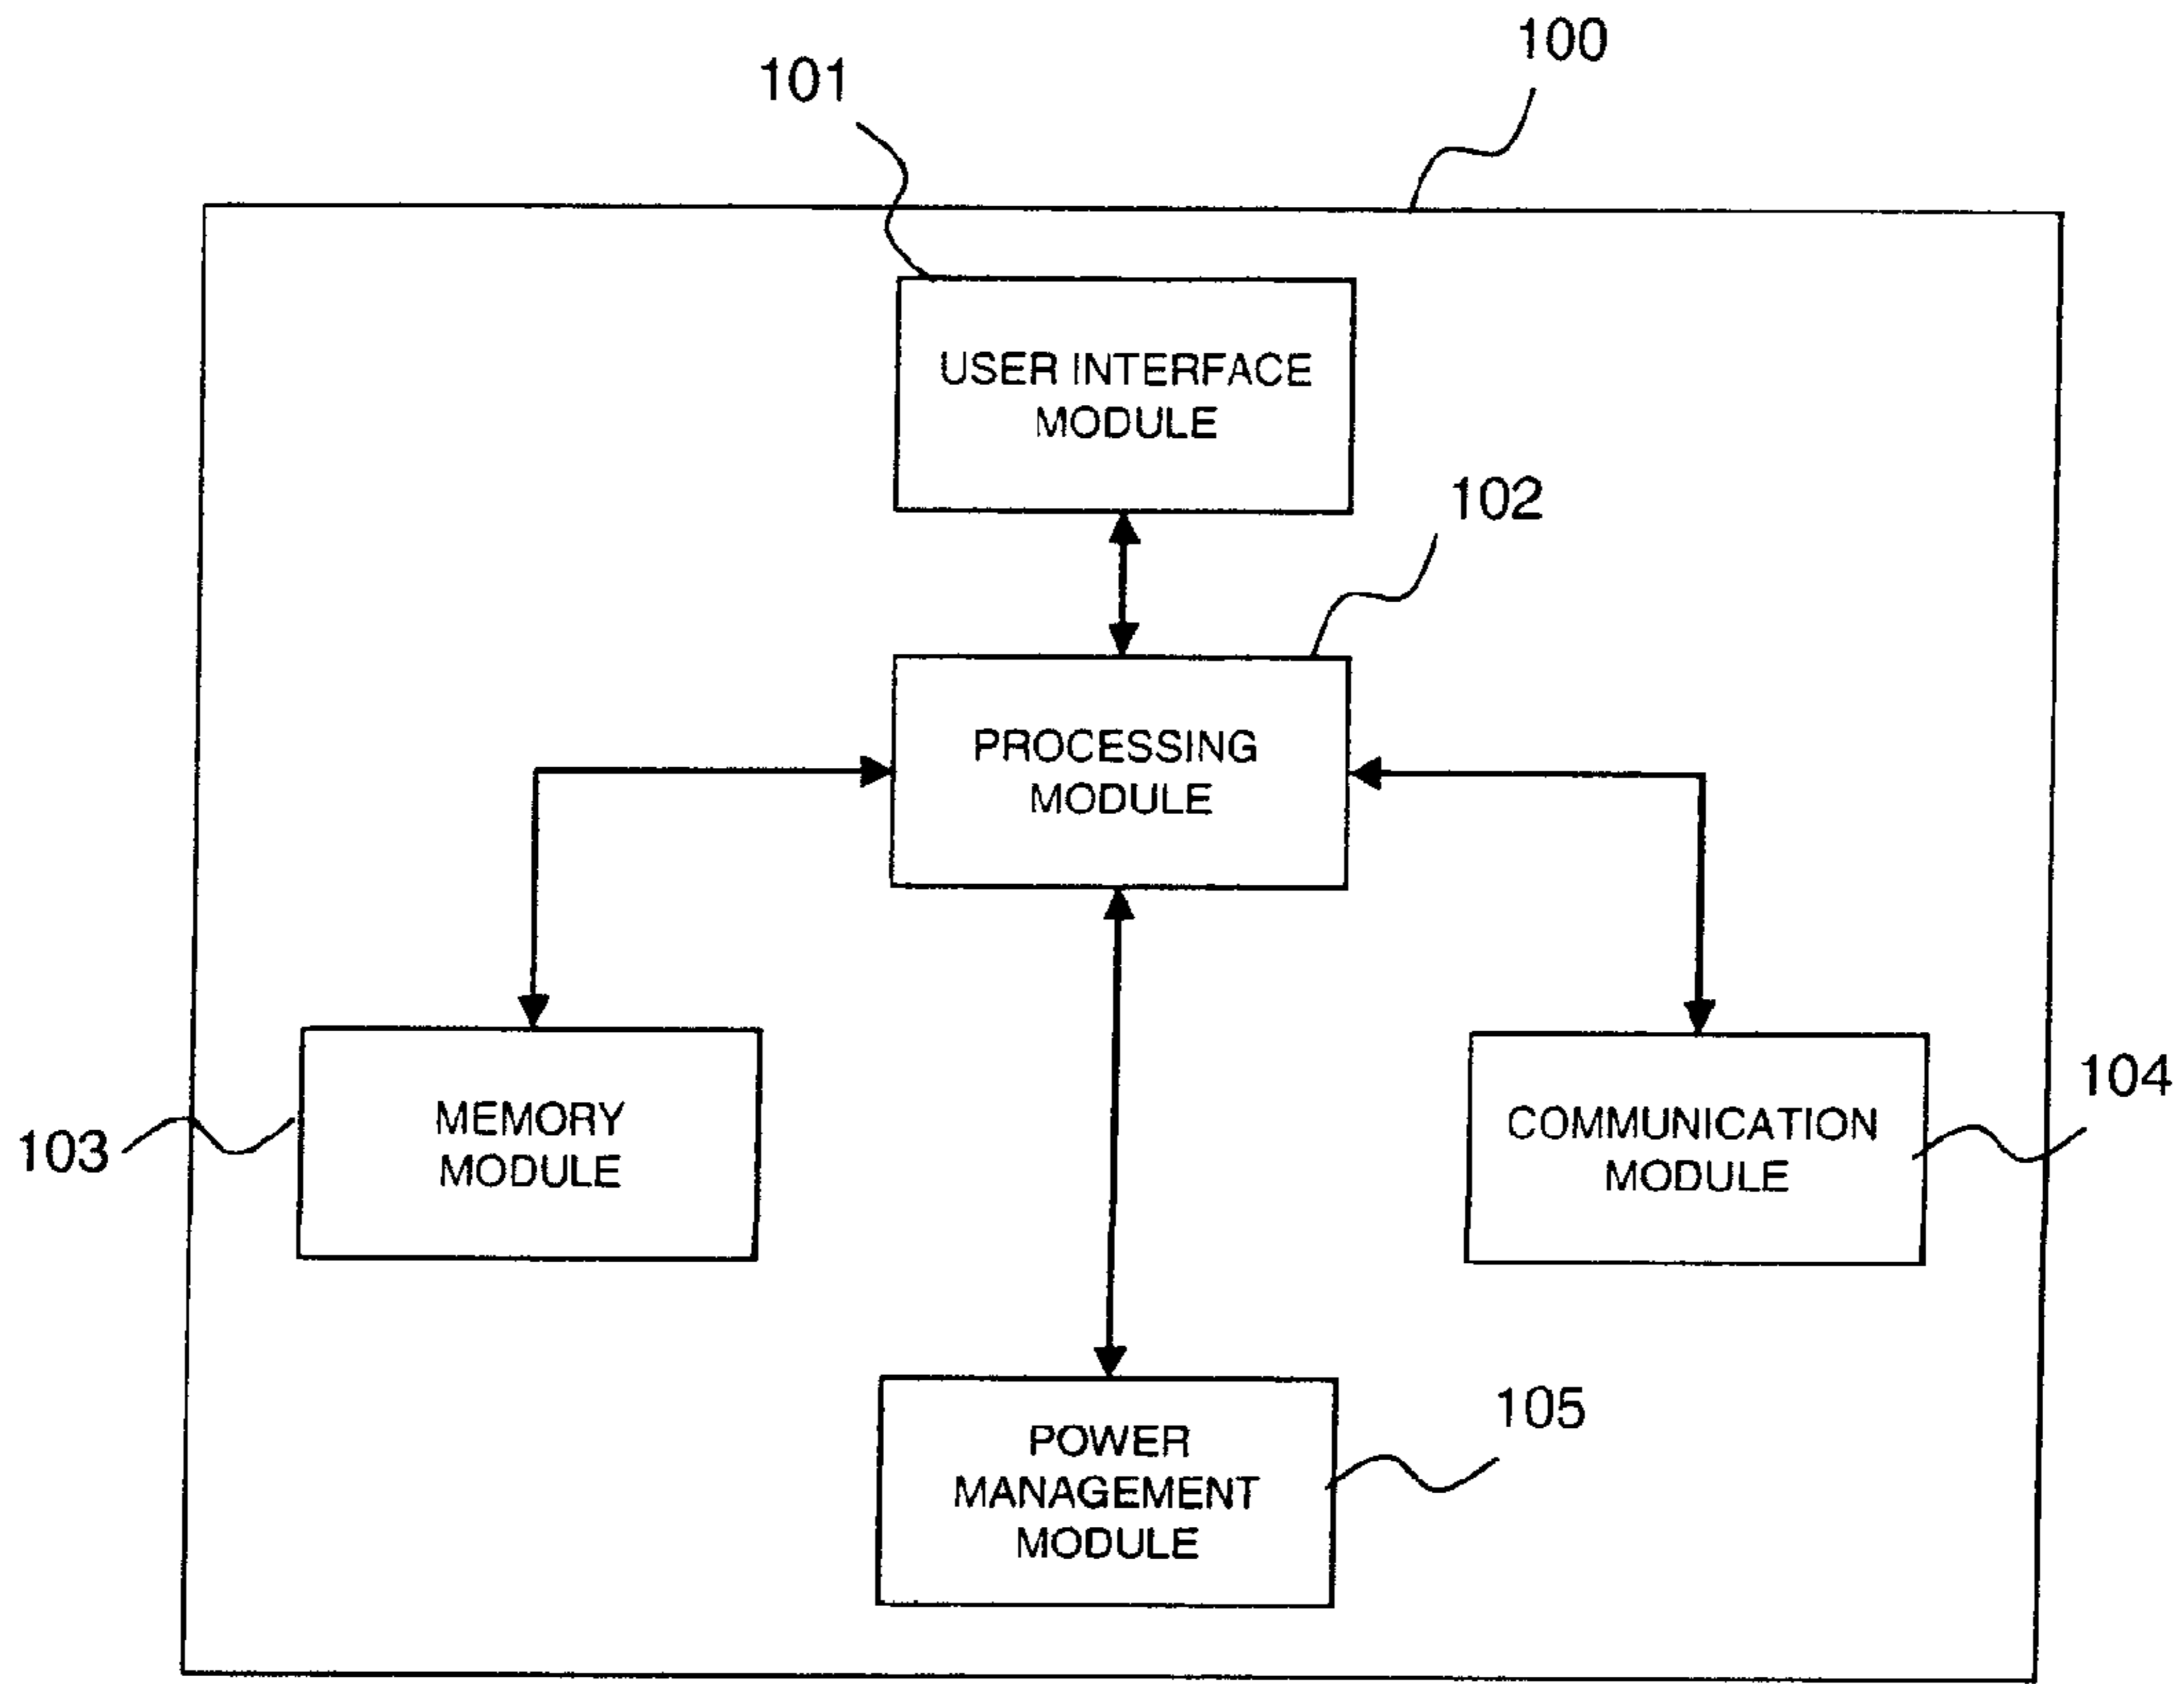 100
101
USER INTERFACE
MODULE
102
PROCESSING
MODULE
MEMORY
MODULE
103
COMMUNICATION
MODULE
104
POWER
MANAGEMENT
MODULE
105